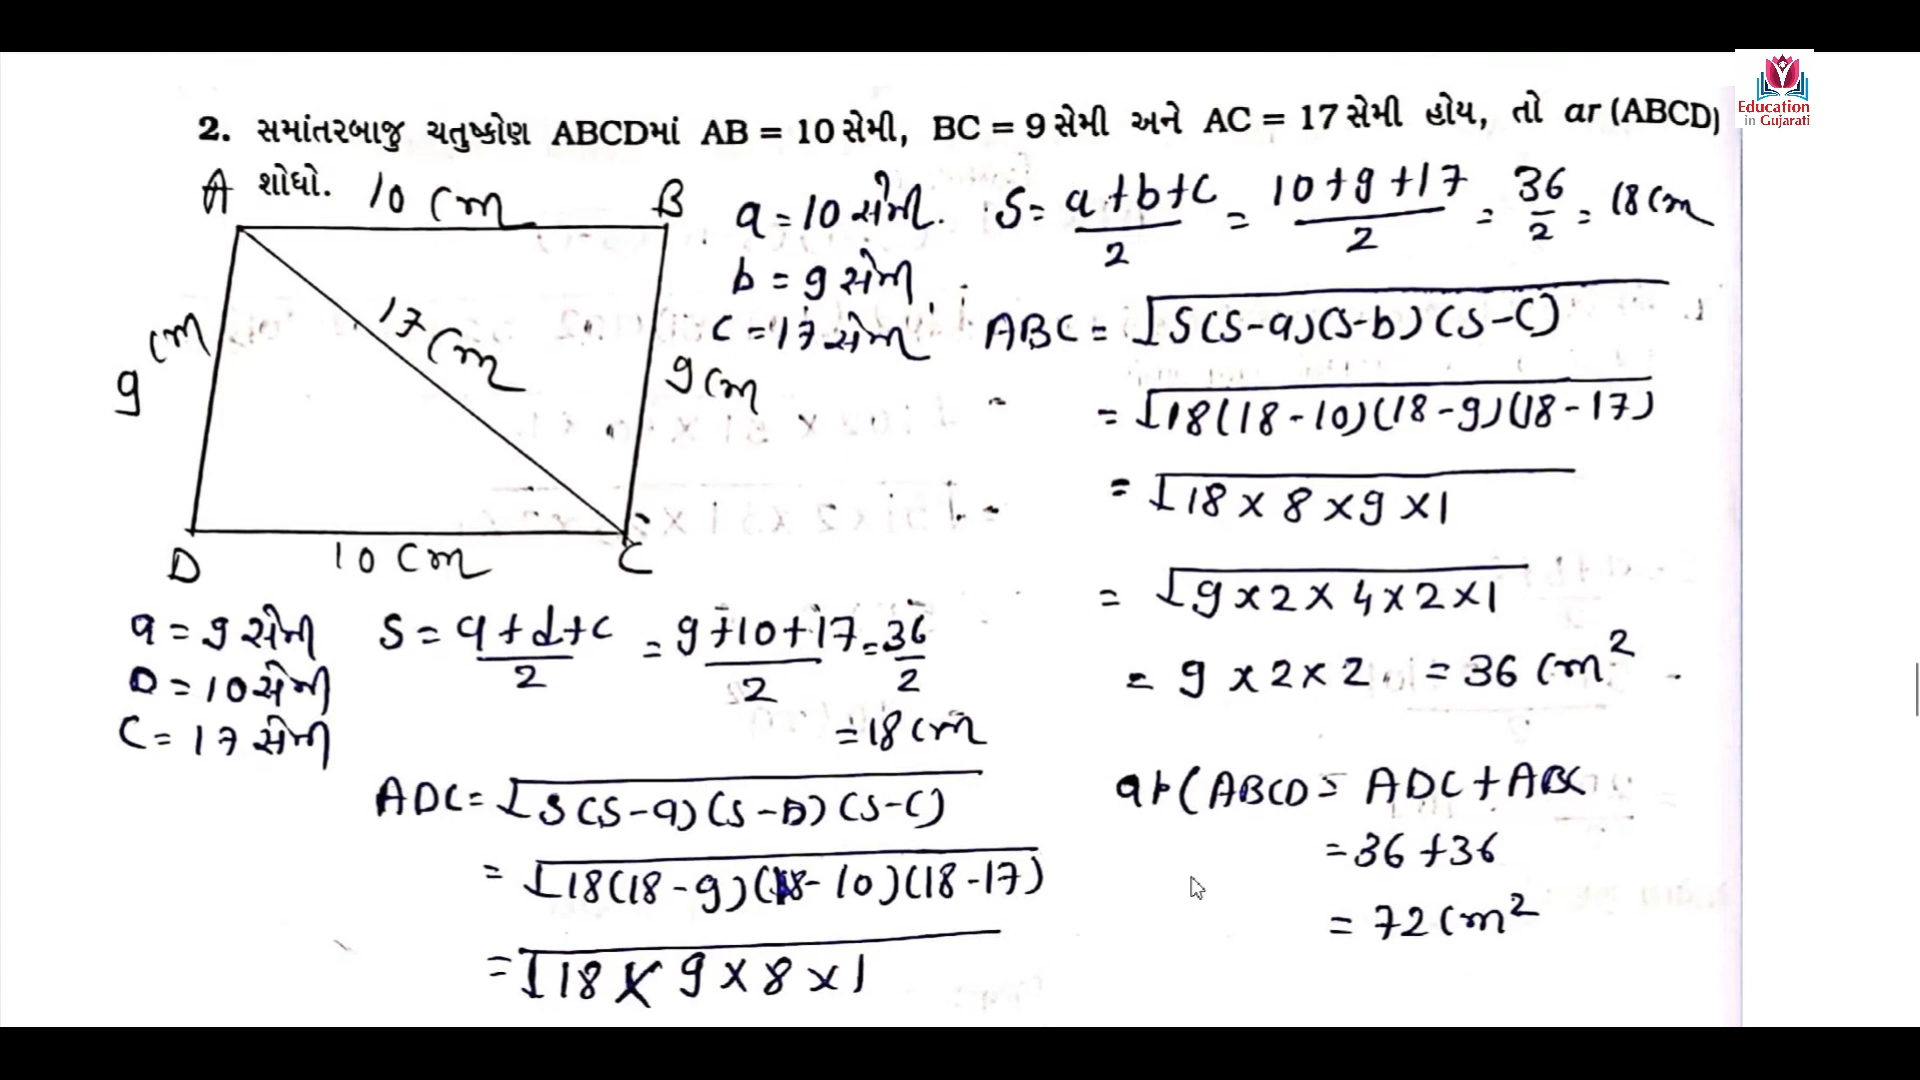 Education
in Gujarati
2. સમાંતરબાજુ ચતુષ્કોણ ABCDમાં AB = 10 સેમી, BC = 9 સેમી અને AC = 17 સેમી હોય, તો ar (ABCD)
શોધો.
A 10 cm B
9 cm 17 cm 9 cm
D 10 cm C
a = 10 સેમી.
b = 9 સેમી
c = 17 સેમી
S = a+b+c/2 = 10+9+17/2 = 36/2 = 18 cm
ABC = √S(S-a)(S-b)(S-C)
= √18(18-10)(18-9)(18-17)
= √18 × 8 × 9 × 1
= √9 × 2 × 4 × 2 × 1
= 9 × 2 × 2 = 36 cm²
a = 9 સેમી
D = 10 સેમી
C = 17 સેમી
S = a+d+c/2 = 9+10+17/2 = 36/2
= 18 cm
ADC = √S(S-a)(S-D)(S-C)
= √18(18-9)(18-10)(18-17)
= √18 × 9 × 8 × 1
ar(ABCD = ADC + ABC
= 36 + 36
= 72 cm²